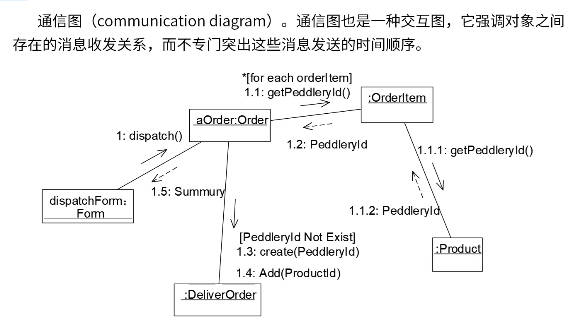 通信图（communication diagram）。通信图也是一种交互图，它强调对象之间
存在的消息收发关系，而不专门突出这些消息发送的时间顺序。
*[for each orderItem]
1.1: getPeddleryId()
:OrderItem
aOrder:Order
1: dispatch()
1.2: PeddleryId
1.1.1: getPeddleryId()
1.5: Summury
dispatchForm:
Form
1.1.2: PeddleryId
[PeddleryId Not Exist]
1.3: create(PeddleryId)
:Product
1.4: Add(ProductId)
:DeliverOrder